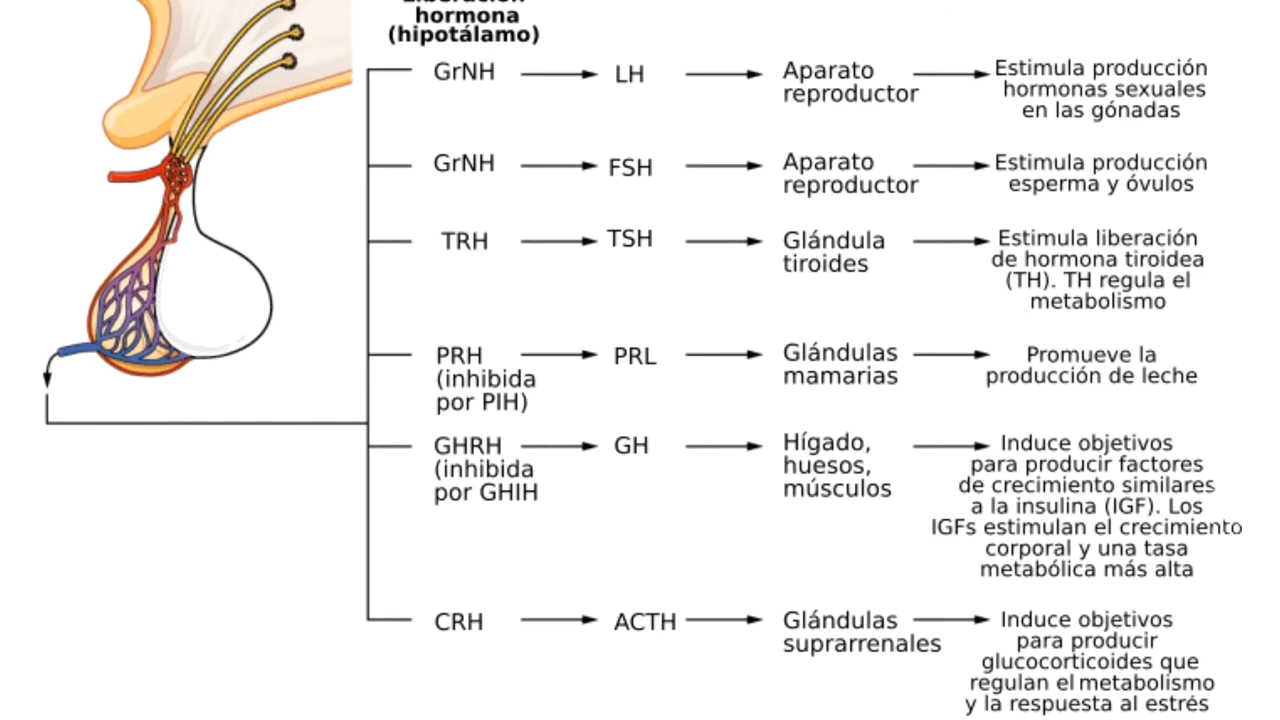 Liberación
hormona
(hipotálamo)
GrNH LH Aparato
reproductor
Estimula producción
hormonas sexuales
en las gónadas
GrNH FSH Aparato
reproductor
Estimula producción
esperma y óvulos
TRH TSH Glándula
tiroides
Estimula liberación
de hormona tiroidea
(TH). TH regula el
metabolismo
PRH
(inhibida
por PIH)
PRL
Glándulas
mamarias
Promueve la
producción de leche
GHRH
(inhibida
por GHIH
GH
Hígado,
huesos,
músculos
Induce objetivos
para producir factores
de crecimiento similares
a la insulina (IGF). Los
IGFs estimulan el crecimiento
corporal y una tasa
metabólica más alta
CRH ACTH Glándulas
suprarrenales
Induce objetivos
para producir
glucocorticoides que
regulan el metabolismo
y la respuesta al estrés